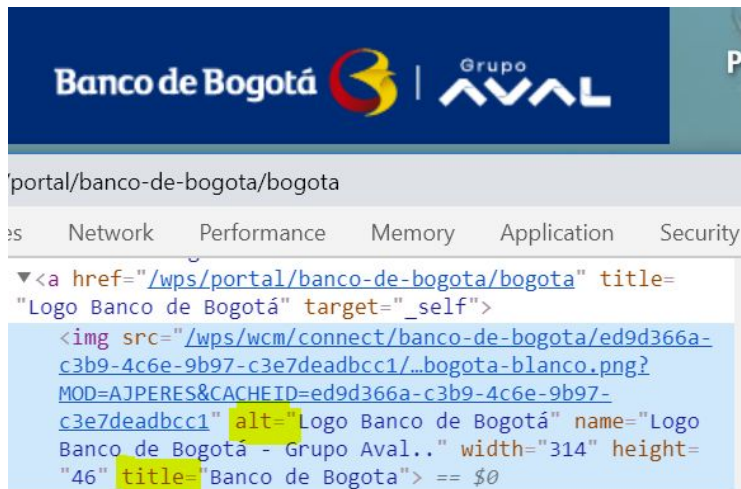 P
Banco de Bogotá | Grupo AVAL
/portal/banco-de-bogota/bogota
es Network Performance Memory Application Security
▼<a href="/wps/portal/banco-de-bogota/bogota" title=
"Logo Banco de Bogotá" target="_self">
<img src="/wps/wcm/connect/banco-de-bogota/ed9d366a-
c3b9-4c6e-9b97-c3e7deadbcc1/…bogota-blanco.png?
MOD=AJPERES&CACHEID=ed9d366a-c3b9-4c6e-9b97-
c3e7deadbcc1" alt="Logo Banco de Bogotá" name="Logo
Banco de Bogotá - Grupo Aval.." width="314" height=
"46" title="Banco de Bogota"> == $0